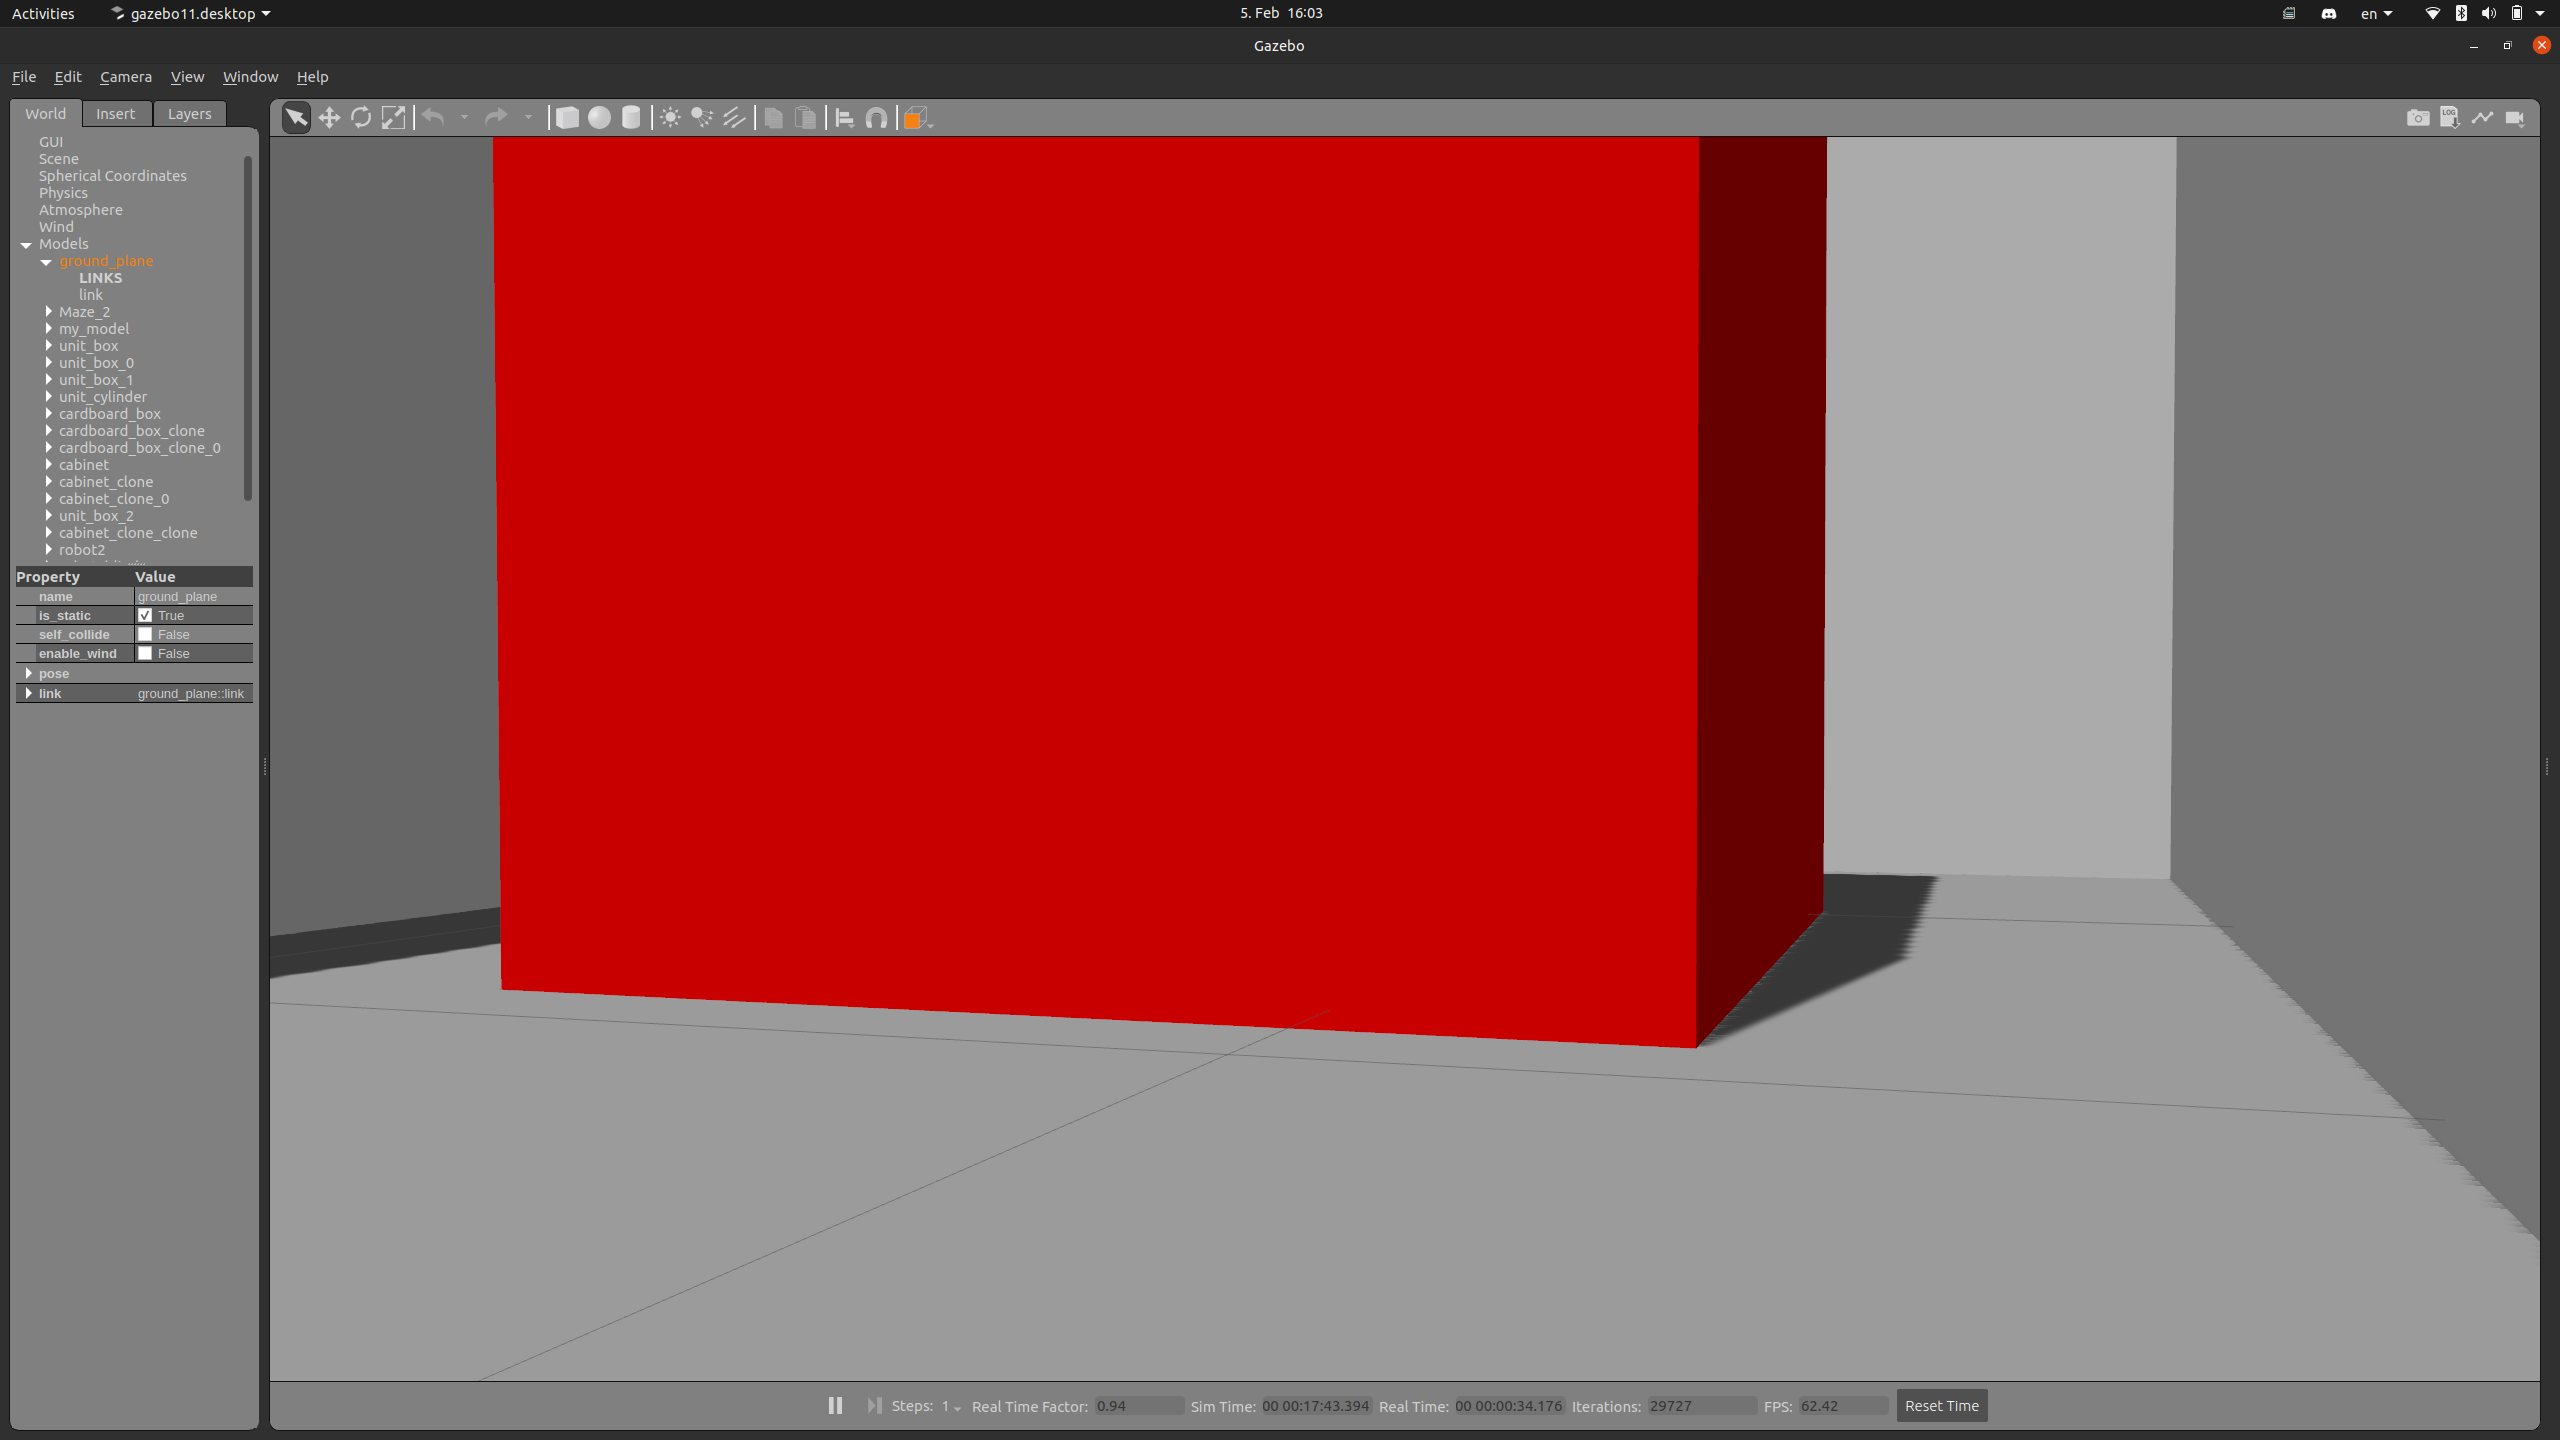 Activities gazebo11.desktop 5. Feb 16:03 en
Gazebo
File Edit Camera View Window Help
World Insert Layers
LOG
GUI
Scene
Spherical Coordinates
Physics
Atmosphere
Wind
Models
ground_plane
LINKS
link
Maze_2
my_model
unit_box
unit_box_0
unit_box_1
unit_cylinder
cardboard_box
cardboard_box_clone
cardboard_box_clone_0
cabinet
cabinet_clone
cabinet_clone_0
unit_box_2
cabinet_clone_clone
robot2
Property Value
name ground_plane
is_static True
self_collide False
enable_wind False
pose
link ground_plane::link
Steps: 1 Real Time Factor: 0.94 Sim Time: 00 00:17:43.394 Real Time: 00 00:00:34.176 Iterations: 29727 FPS: 62.42 Reset Time